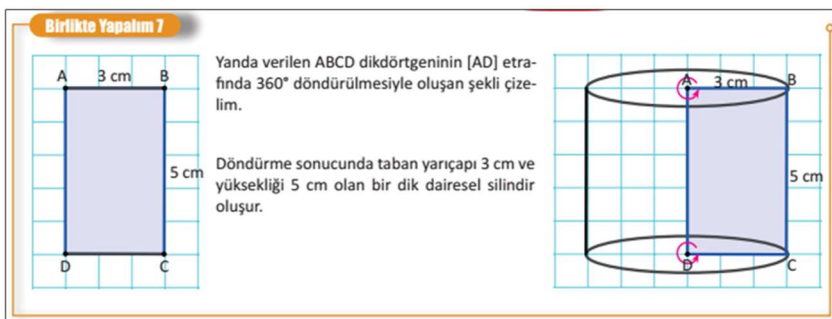 Birlikte Yapalım 7
A 3 cm B
5 cm
D C
Yanda verilen ABCD dikdörtgeninin [AD] etra-
fında 360° döndürülmesiyle oluşan şekli çize-
lim.
Döndürme sonucunda taban yarıçapı 3 cm ve
yüksekliği 5 cm olan bir dik dairesel silindir
oluşur.
A 3 cm B
5 cm
D C